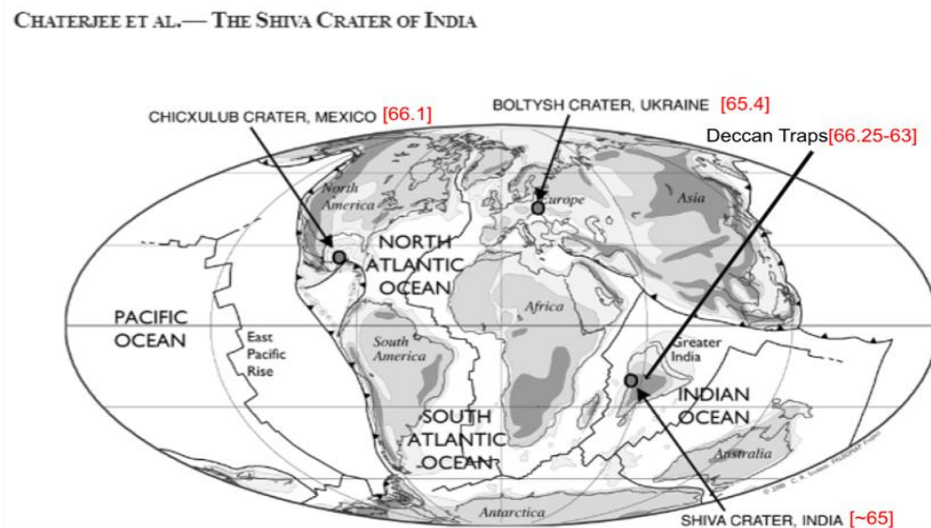 CHATERJEE ET AL.— THE SHIVA CRATER OF INDIA
CHICXULUB CRATER, MEXICO [66.1]
BOLTYSH CRATER, UKRAINE [65.4]
Deccan Traps[66.25-63]
North
America
Europe
Asia
NORTH
ATLANTIC
OCEAN
Africa
PACIFIC
OCEAN
East
Pacific
Rise
South
America
Greater
India
INDIAN
OCEAN
SOUTH
ATLANTIC
OCEAN
Australia
Antarctica
SHIVA CRATER, INDIA [~65]